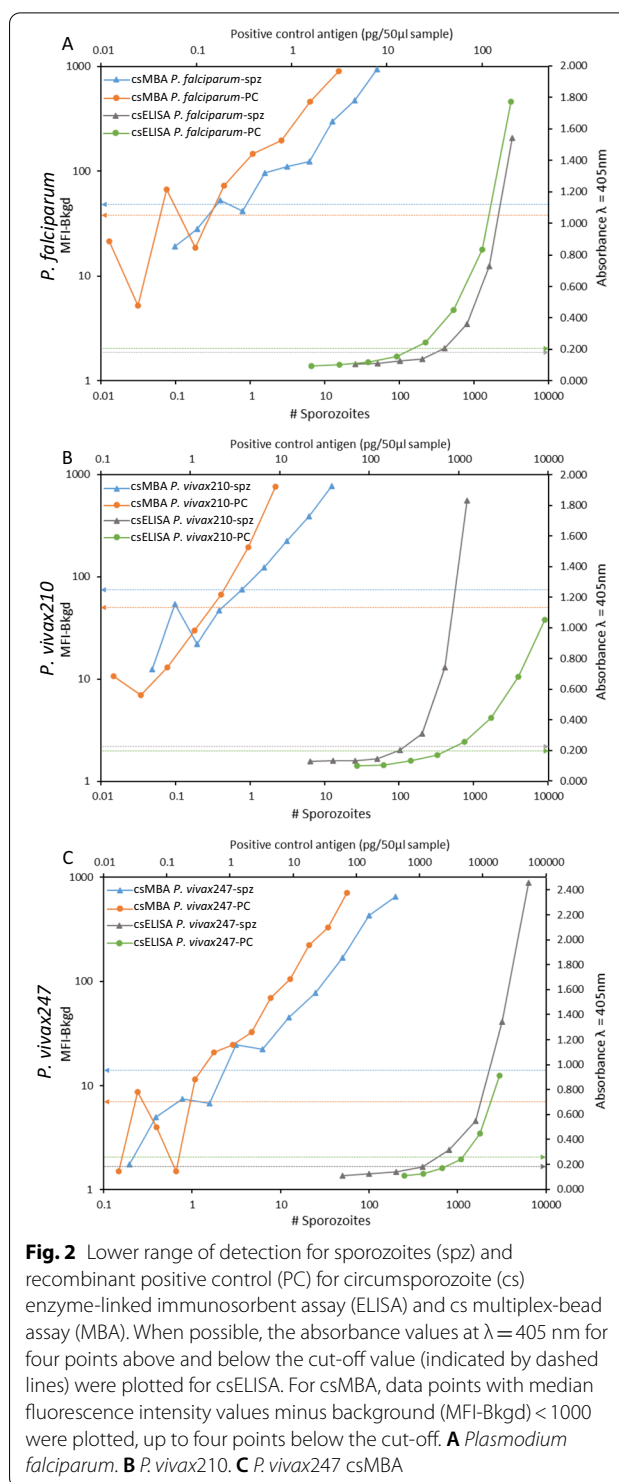 A
Positive control antigen (pg/50µl sample)
0.01 0.1 1 10 100
1000 2.000
csMBA P. falciparum-spz
csMBA P. falciparum-PC
csELISA P. falciparum-spz
csELISA P. falciparum-PC
1.800
1.600
100 1.400
1.200
1.000
10 0.800
0.600
0.400
0.200
1 0.000
P. falciparum
MFI-Bkgd
Absorbance λ = 405nm
0.01 0.1 1 10 100 1000 10000
# Sporozoites
B
Positive control antigen (pg/50µl sample)
0.1 1 10 100 1000 10000
1000 2.000
csMBA P. vivax210-spz
csMBA P. vivax210-PC
csELISA P. vivax210-spz
csELISA P. vivax210-PC
1.800
1.600
100 1.400
1.200
1.000
10 0.800
0.600
0.400
0.200
1 0.000
P. vivax210
MFI-Bkgd
Absorbance λ = 405nm
0.01 0.1 1 10 100 1000 10000
# Sporozoites
C
Positive control antigen (pg/50µl sample)
0.01 0.1 1 10 100 1000 10000 100000
1000
csMBA P. vivax247-spz
csMBA P. vivax247-PC
csELISA P. vivax247-spz
csELISA P. vivax247-PC
2.400
2.200
2.000
1.800
100 1.600
1.400
1.200
1.000
10 0.800
0.600
0.400
0.200
1 0.000
P. vivax247
MFI-Bkgd
Absorbance λ = 405nm
0.1 1 10 100 1000 10000
# Sporozoites
Fig. 2 Lower range of detection for sporozoites (spz) and
recombinant positive control (PC) for circumsporozoite (cs)
enzyme-linked immunosorbent assay (ELISA) and cs multiplex-bead
assay (MBA). When possible, the absorbance values at λ = 405 nm for
four points above and below the cut-off value (indicated by dashed
lines) were plotted for csELISA. For csMBA, data points with median
fluorescence intensity values minus background (MFI-Bkgd) < 1000
were plotted, up to four points below the cut-off. A Plasmodium
falciparum. B P. vivax210. C P. vivax247 csMBA